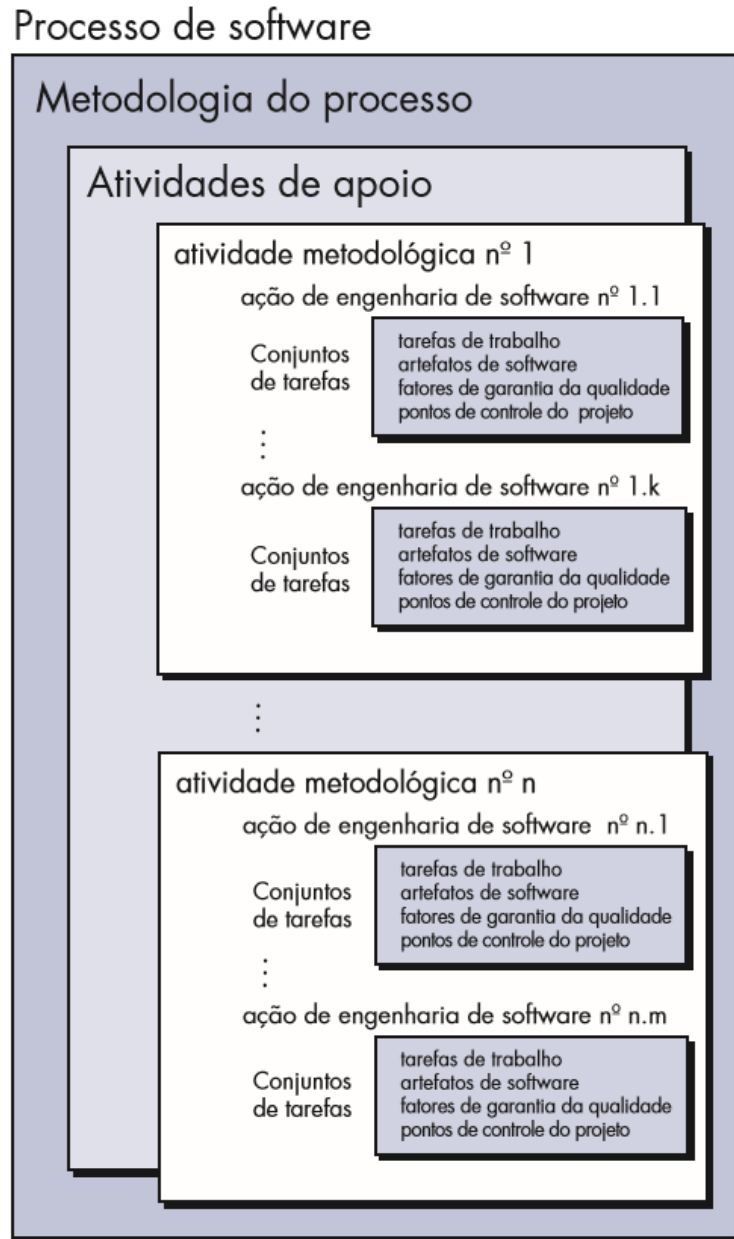 Processo de software
Metodologia do processo
Atividades de apoio
atividade metodológica nº 1
ação de engenharia de software nº 1.1
Conjuntos
de tarefas
tarefas de trabalho
artefatos de software
fatores de garantia da qualidade
pontos de controle do projeto
⋮
ação de engenharia de software nº 1.k
Conjuntos
de tarefas
tarefas de trabalho
artefatos de software
fatores de garantia da qualidade
pontos de controle do projeto
⋮
atividade metodológica nº n
ação de engenharia de software nº n.1
Conjuntos
de tarefas
tarefas de trabalho
artefatos de software
fatores de garantia da qualidade
pontos de controle do projeto
⋮
ação de engenharia de software nº n.m
Conjuntos
de tarefas
tarefas de trabalho
artefatos de software
fatores de garantia da qualidade
pontos de controle do projeto